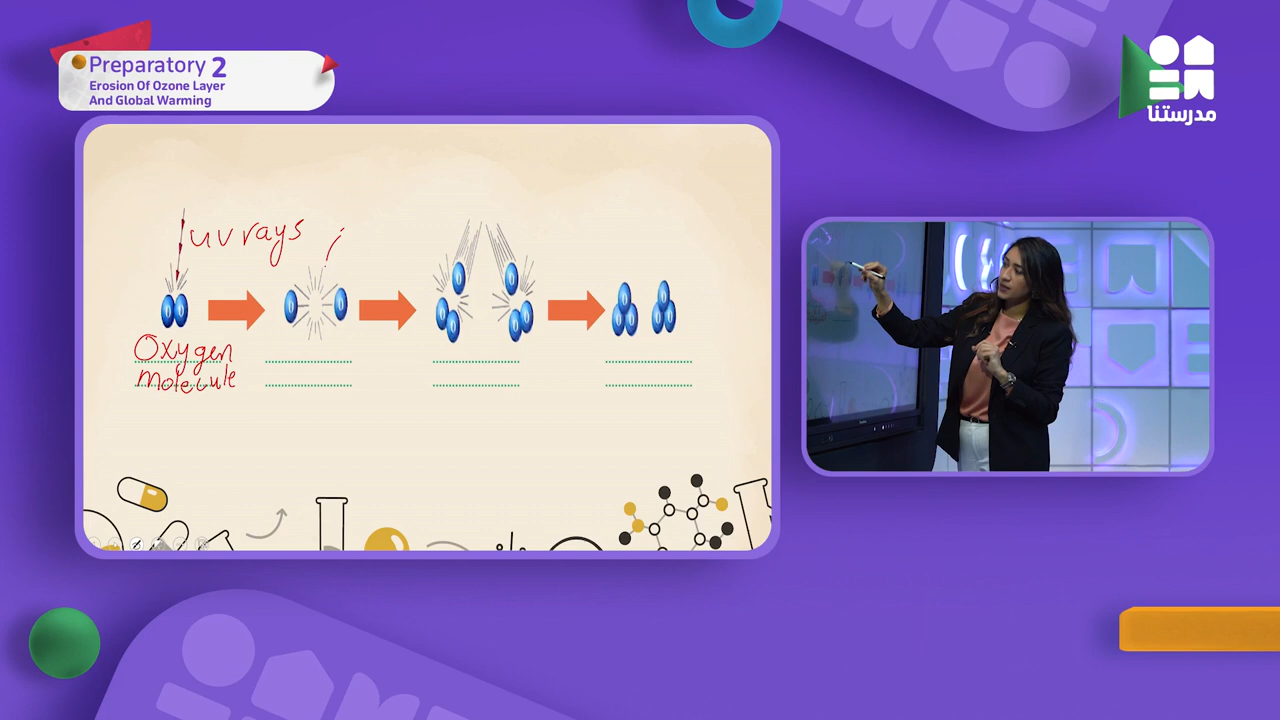 Preparatory 2
Erosion Of Ozone Layer
And Global Warming
مدرستنا
uv rays
Oxygen
molecule